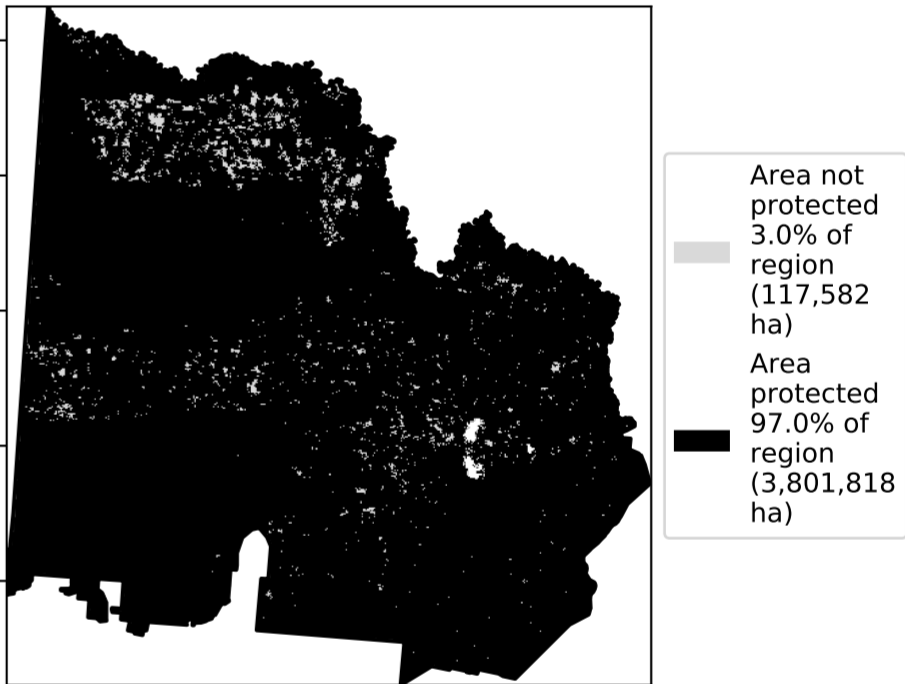 Area not
protected
3.0% of
region
(117,582
ha)
Area
protected
97.0% of
region
(3,801,818
ha)